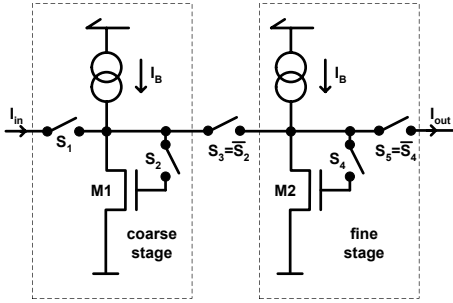 I_B
I_B
I_in
I_out
S_1
S_2
S_3=S̅_2
S_4
S_5=S̅_4
M1
M2
coarse
stage
fine
stage